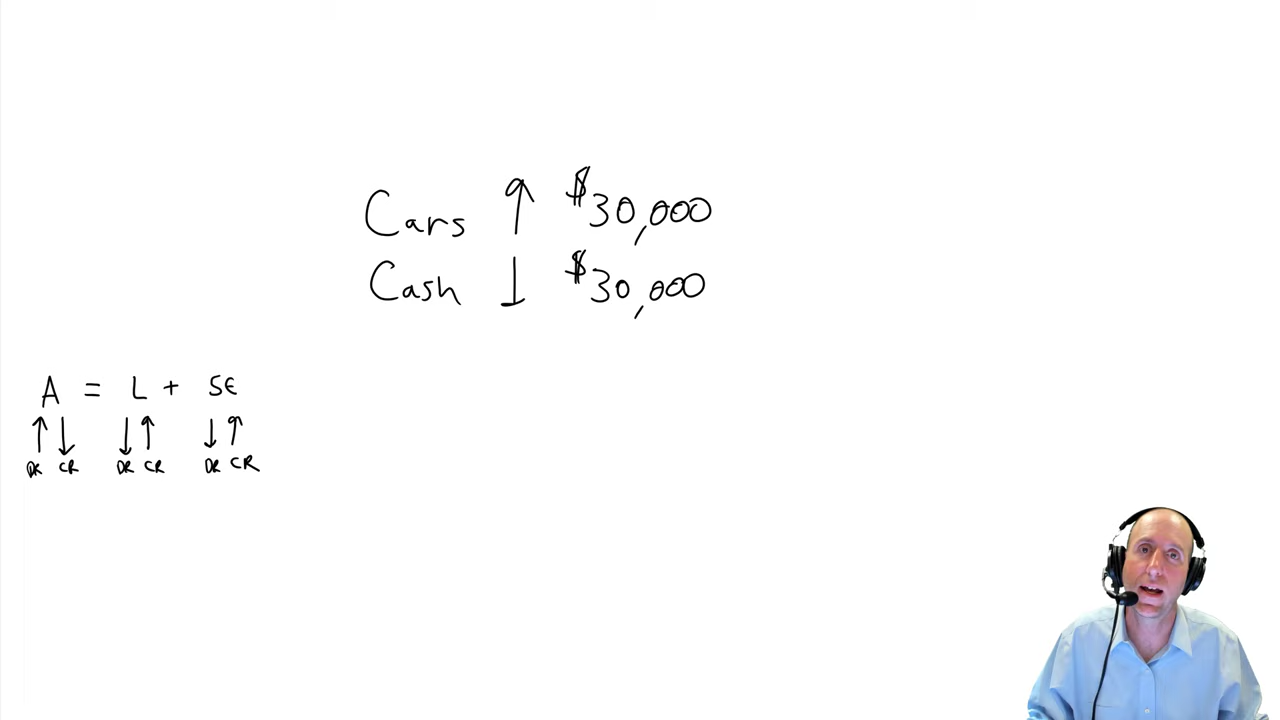 Cars ↑ $30,000
Cash ↓ $30,000
A = L + SE
↑ ↓ ↓ ↑ ↓ ↑
DR CR DR CR DR CR